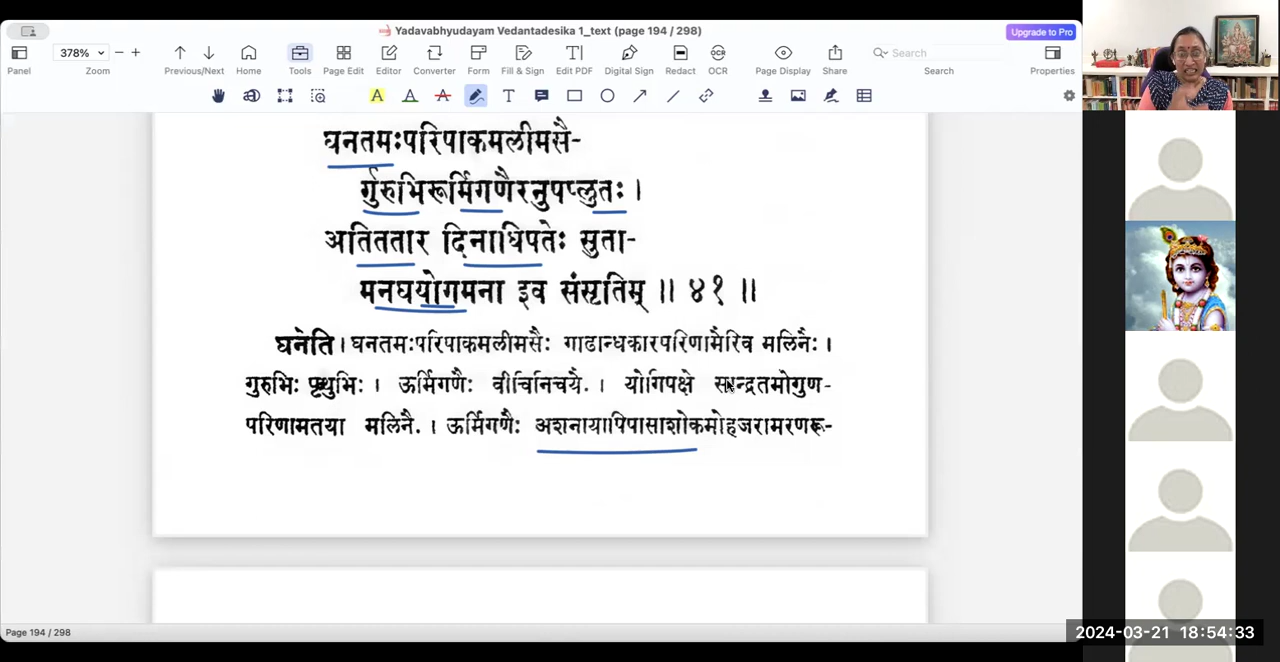 Yadavabhyudayam Vedantadesika 1_text (page 194 / 298)
Upgrade to Pro
378%
Search
Panel Zoom Previous/Next Home Tools Page Edit Editor Converter Form Fill & Sign Edit PDF Digital Sign Redact OCR Page Display Share Search Properties
घनतमःपरिपाकमलीमसै-
र्गुरुभिरूर्मिगणैरनुपप्लुतः ।
अतिततार दिनाधिपतेः सुता-
मनघयोगमना इव संसृतिम् ॥ ४१ ॥
घनेति । घनतमःपरिपाकमलीमसैः गाढान्धकारपरिणामैरिव मलिनैः ।
गुरुभिः पृथुभिः । ऊर्मिगणैः वीचिनिचयै. । योगिपक्षे सान्द्रतमोगुण-
परिणामतया मलिनै. । ऊर्मिगणैः अशनायापिपासाशोकमोहजरामरणरू-
Page 194 / 298
2024-03-21 18:54:33